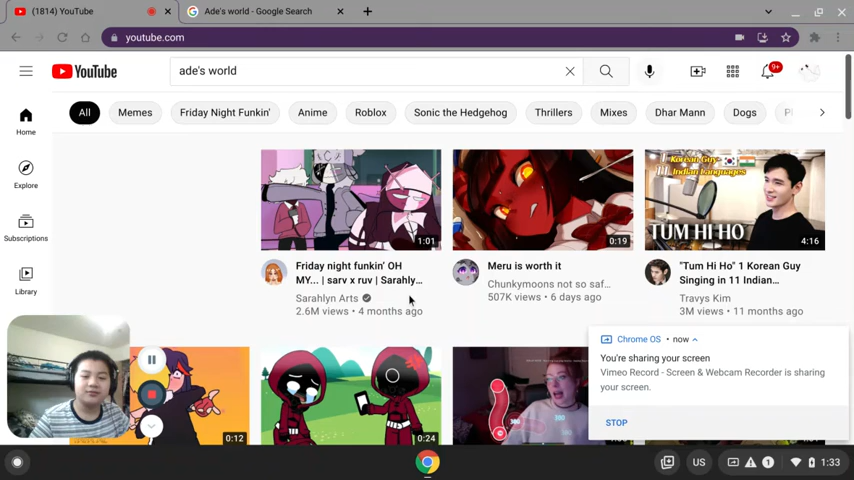 (1814) YouTube
Ade's world - Google Search
youtube.com
YouTube
ade's world
9+
All
Memes
Friday Night Funkin'
Anime
Roblox
Sonic the Hedgehog
Thrillers
Mixes
Dhar Mann
Dogs
Home
Explore
Subscriptions
Library
1:01
0:19
Korean Guy
Indian Languages
TUM HI HO
4:16
Friday night funkin' OH
MY... | sarv x ruv | Sarahly...
Sarahlyn Arts
2.6M views • 4 months ago
Meru is worth it
Chunkymoons not so saf...
507K views • 6 days ago
"Tum Hi Ho" 1 Korean Guy
Singing in 11 Indian...
Travys Kim
3M views • 11 months ago
Chrome OS • now
You're sharing your screen
Vimeo Record - Screen & Webcam Recorder is sharing
your screen.
STOP
0:12
0:24
US
1
1:33